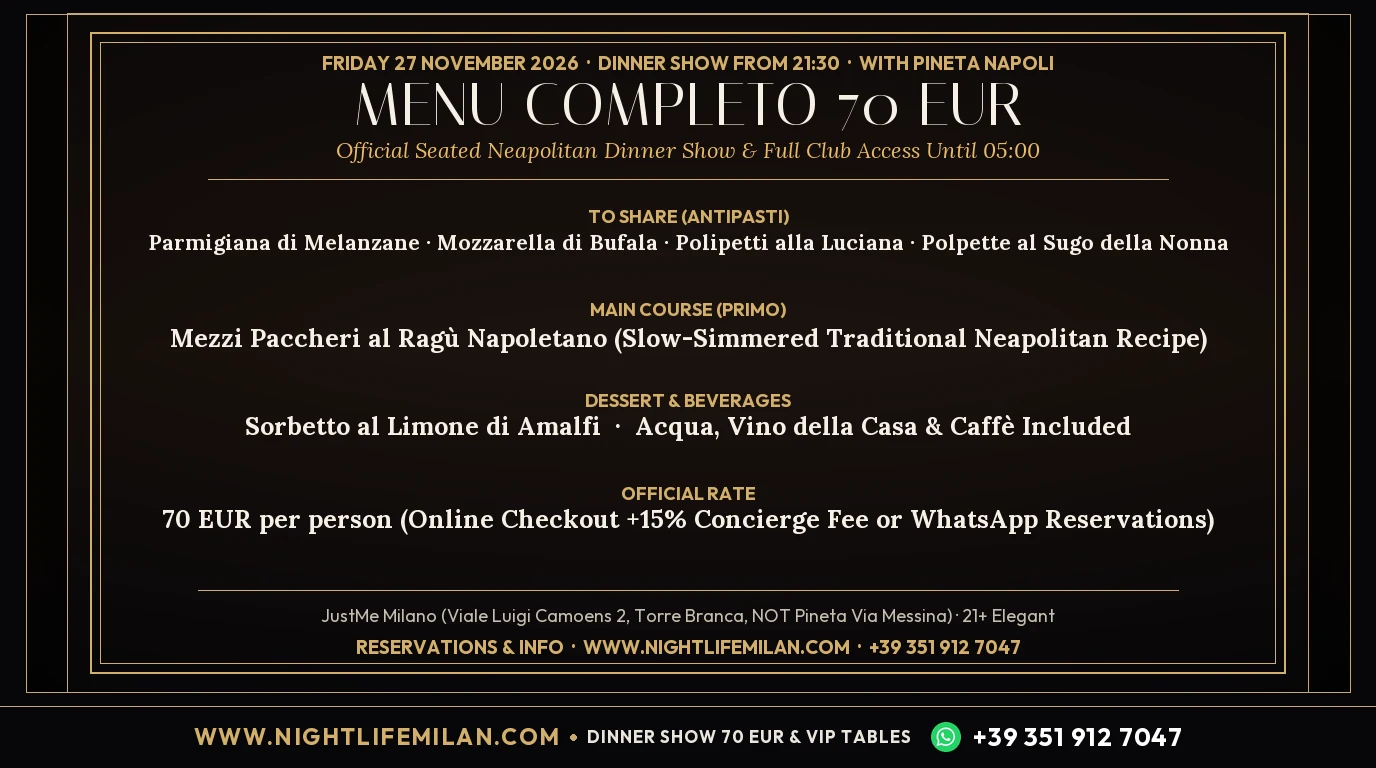 FRIDAY 27 NOVEMBER 2026 · DINNER SHOW FROM 21:30 · WITH PINETA NAPOLI
MENU COMPLETO 70 EUR
Official Seated Neapolitan Dinner Show & Full Club Access Until 05:00
TO SHARE (ANTIPASTI)
Parmigiana di Melanzane · Mozzarella di Bufala · Polipetti alla Luciana · Polpette al Sugo della Nonna
MAIN COURSE (PRIMO)
Mezzi Paccheri al Ragù Napoletano (Slow-Simmered Traditional Neapolitan Recipe)
DESSERT & BEVERAGES
Sorbetto al Limone di Amalfi · Acqua, Vino della Casa & Caffè Included
OFFICIAL RATE
70 EUR per person (Online Checkout +15% Concierge Fee or WhatsApp Reservations)
JustMe Milano (Viale Luigi Camoens 2, Torre Branca, NOT Pineta Via Messina) · 21+ Elegant
RESERVATIONS & INFO · WWW.NIGHTLIFEMILAN.COM · +39 351 912 7047
WWW.NIGHTLIFEMILAN.COM • DINNER SHOW 70 EUR & VIP TABLES +39 351 912 7047